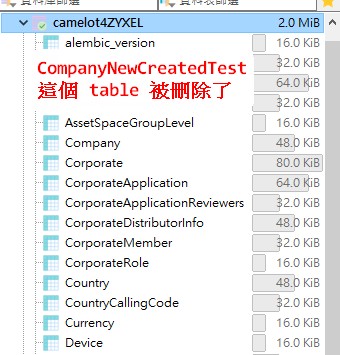 資料庫篩選 資料表篩選
camelot4ZYXEL 2.0 MiB
alembic_version 16.0 KiB
CompanyNewCreatedTest 32.0 KiB
這個 table 被刪除了 64.0 KiB
32.0 KiB
AssetSpaceGroupLevel 16.0 KiB
Company 48.0 KiB
Corporate 80.0 KiB
CorporateApplication 64.0 KiB
CorporateApplicationReviewers 32.0 KiB
CorporateDistributorInfo 48.0 KiB
CorporateMember 32.0 KiB
CorporateRole 16.0 KiB
Country 48.0 KiB
CountryCallingCode 32.0 KiB
Currency 16.0 KiB
Device 16.0 KiB